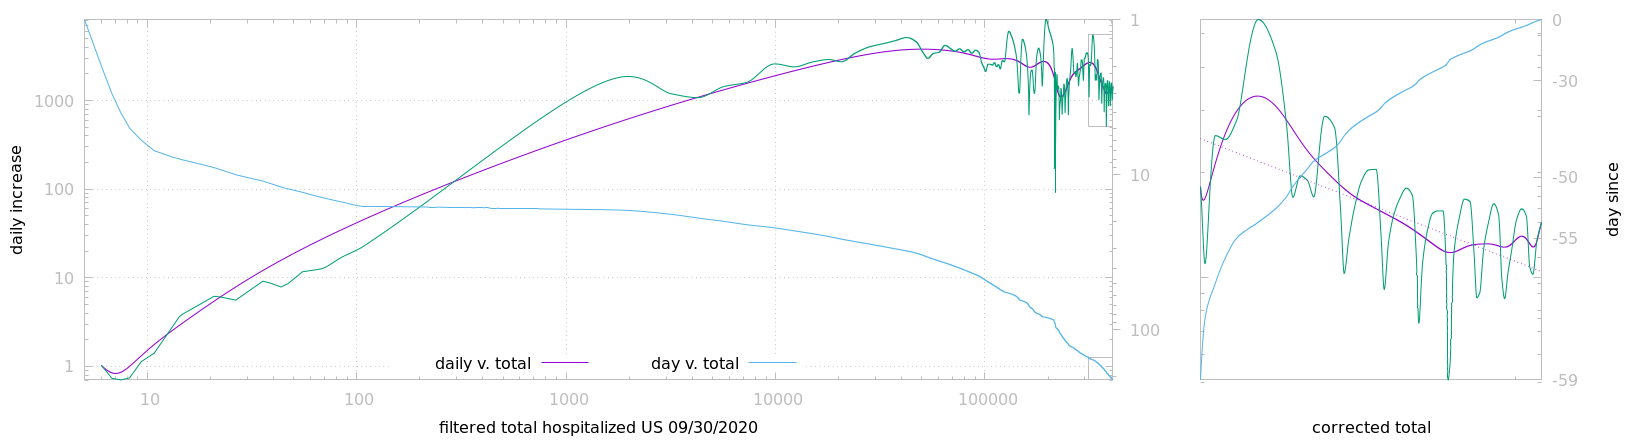 daily increase
1000
100
10
1
10
100
1000
10000
100000
filtered total hospitalized US 09/30/2020
daily v. total
day v. total
1
10
100
0
-30
-50
-55
-59
day since
corrected total